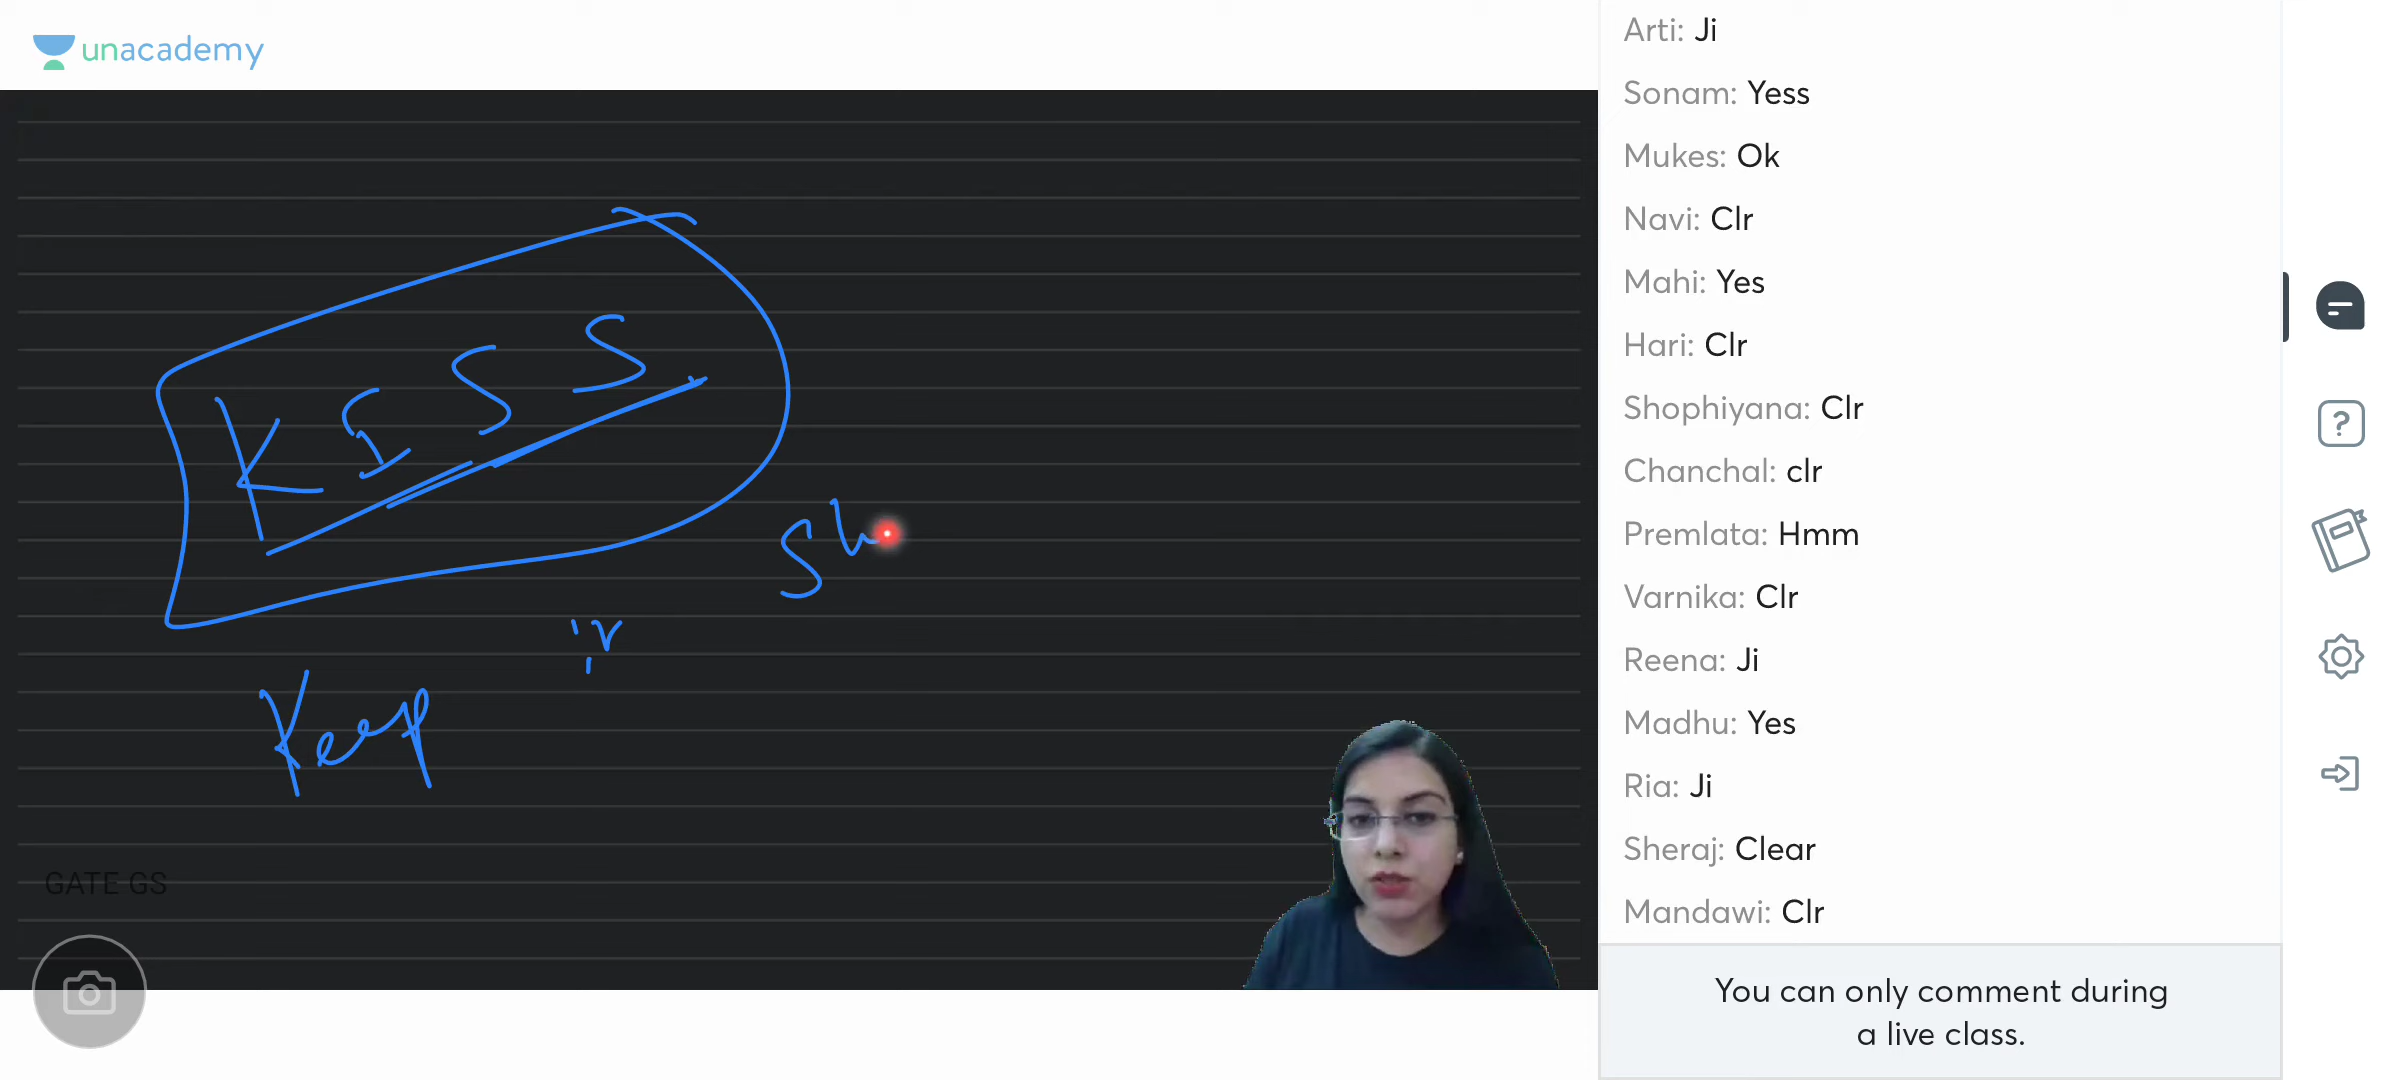 unacademy
KISS
Keep
GATE GS
Arti: Ji
Sonam: Yess
Mukes: Ok
Navi: Clr
Mahi: Yes
Hari: Clr
Shophiyana: Clr
Chanchal: clr
Premlata: Hmm
Varnika: Clr
Reena: Ji
Madhu: Yes
Ria: Ji
Sheraj: Clear
Mandawi: Clr
You can only comment during
a live class.